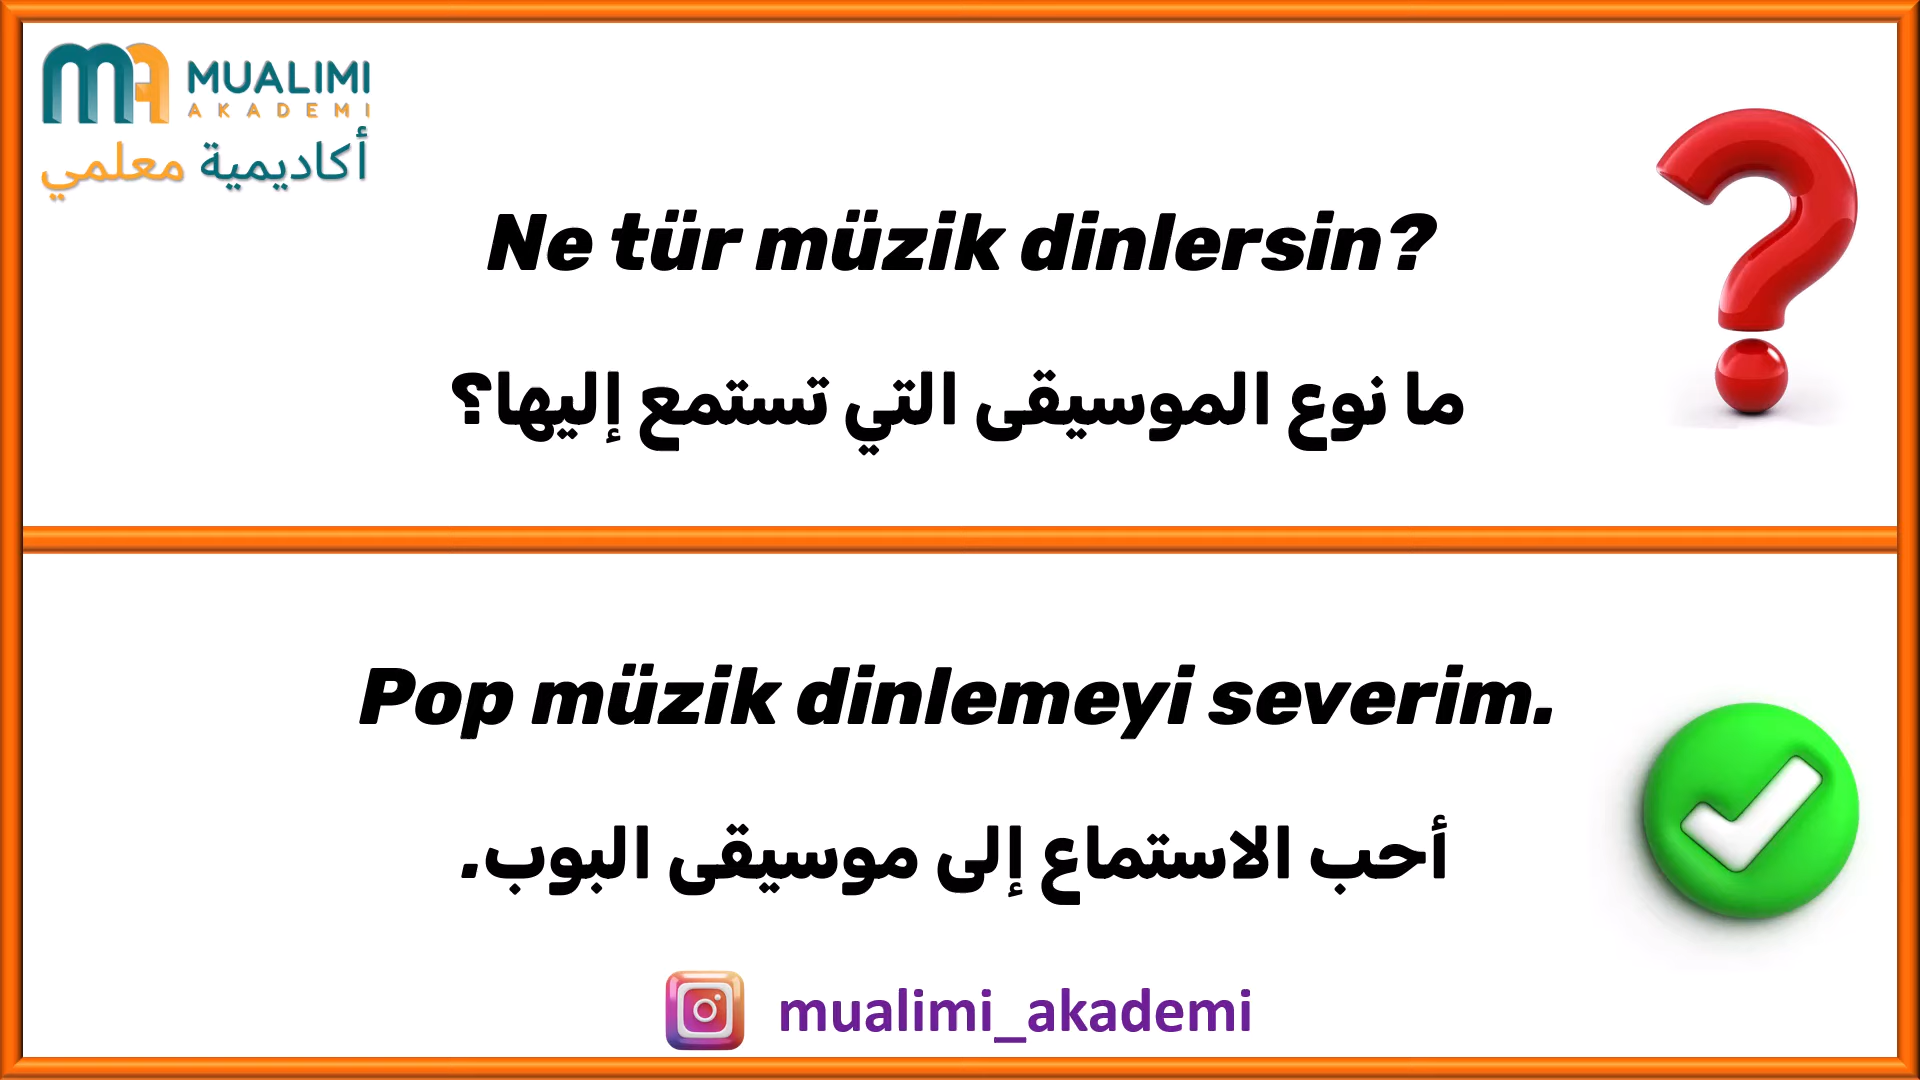 MUALIMI
AKADEMI
أكاديمية معلمي
Ne tür müzik dinlersin?
ما نوع الموسيقى التي تستمع إليها؟
Pop müzik dinlemeyi severim.
أحب الاستماع إلى موسيقى البوب.
mualimi_akademi